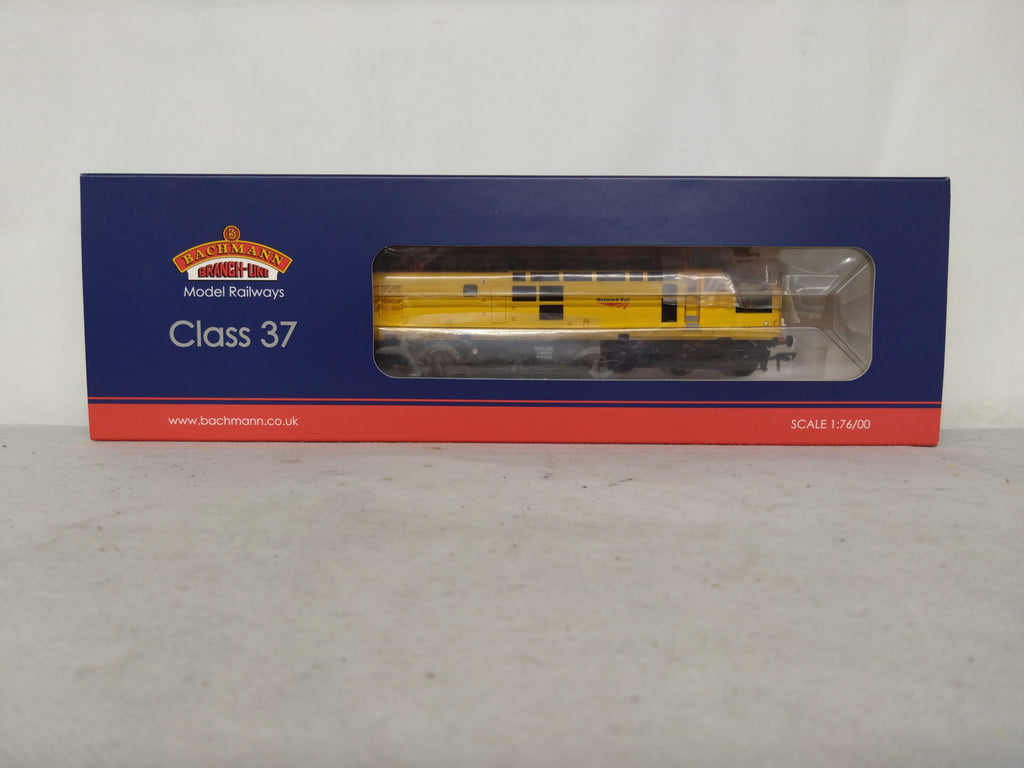 BACHMANN
BRANCH-LINE
Model Railways
Class 37
Network Rail
www.bachmann.co.uk
SCALE 1:76/00